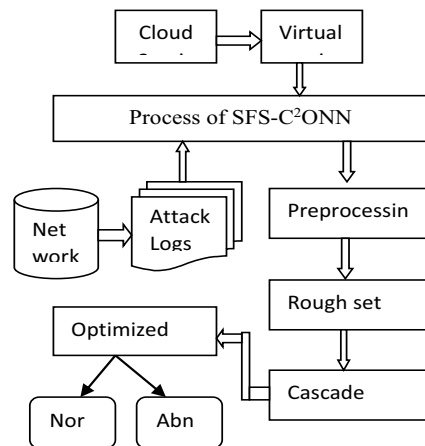 Cloud
Virtual
Process of SFS-C²ONN
Preprocessin
Attack
Logs
Net
work
Rough set
Optimized
Cascade
Nor
Abn